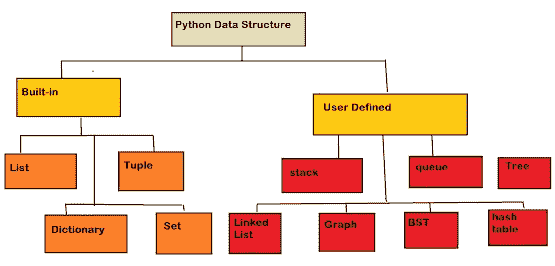 Python Data Structure
Built-in
User Defined
List
Tuple
stack
queue
Tree
Dictionary
Set
Linked
List
Graph
BST
hash
table